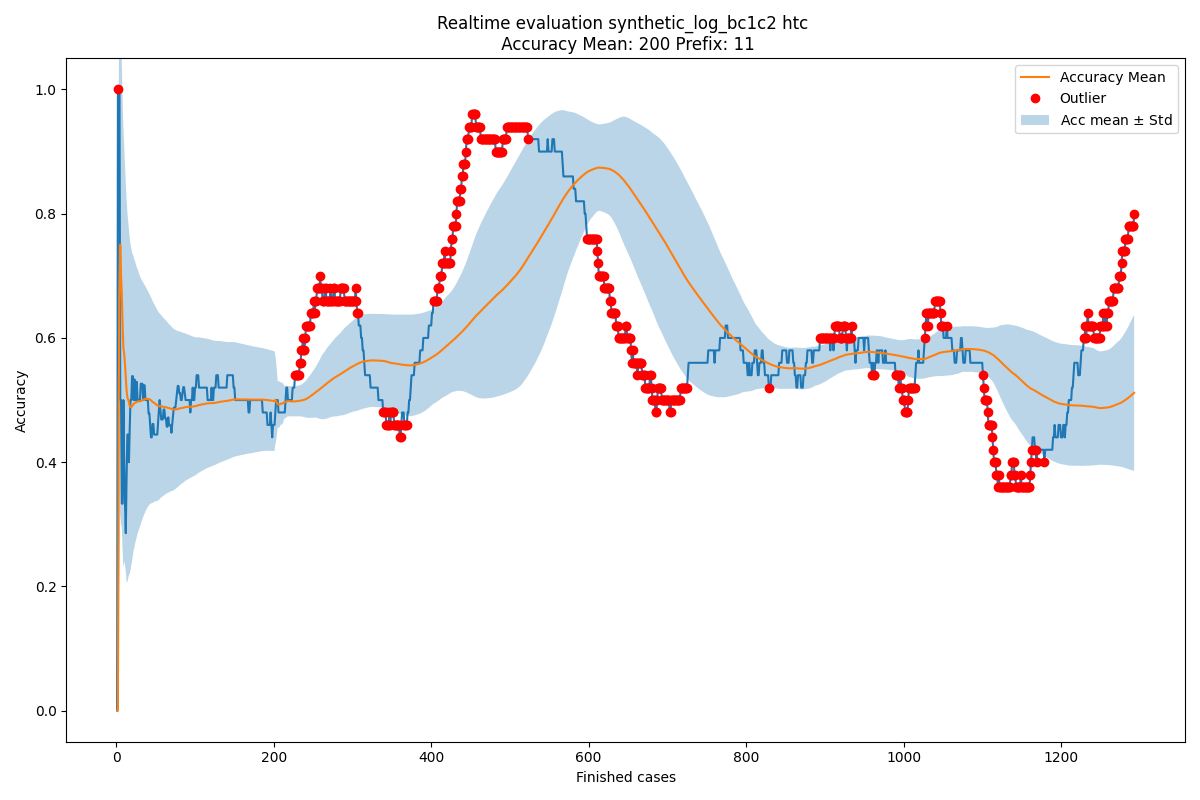 Realtime evaluation synthetic_log_bc1c2 htc
Accuracy Mean: 200 Prefix: 11
Accuracy Mean
Outlier
Acc mean ± Std
1.0
0.8
0.6
0.4
0.2
0.0
Accuracy
0 200 400 600 800 1000 1200
Finished cases